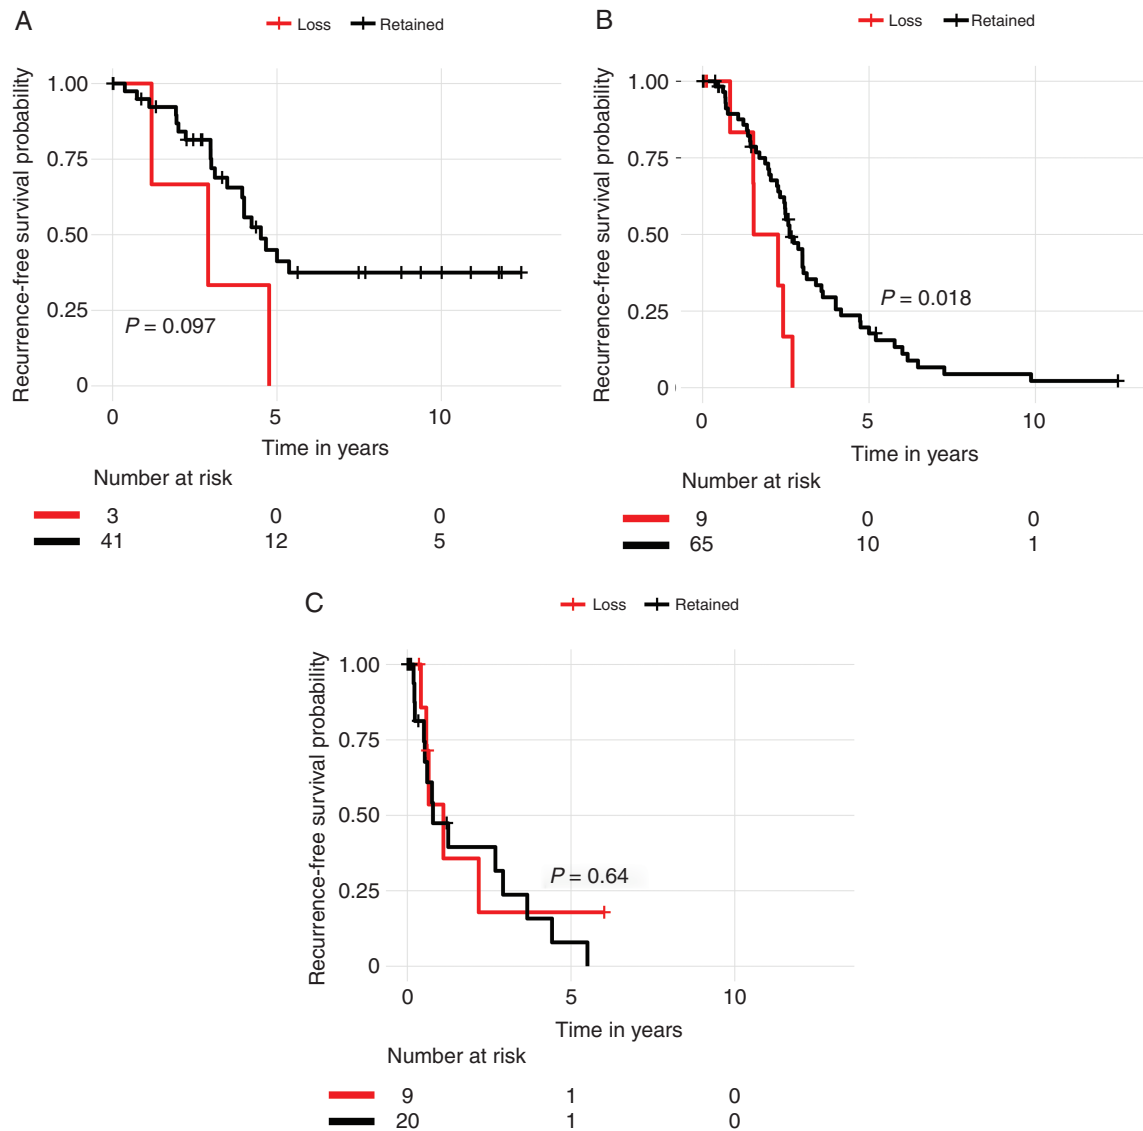 A
Loss Retained
Recurrence-free survival probability
1.00
0.75
0.50
0.25
0
P = 0.097
0 5 10
Time in years
Number at risk
3 0 0
41 12 5
B
Loss Retained
Recurrence-free survival probability
1.00
0.75
0.50
0.25
0
P = 0.018
0 5 10
Time in years
Number at risk
9 0 0
65 10 1
C
Loss Retained
Recurrence-free survival probability
1.00
0.75
0.50
0.25
0
P = 0.64
0 5 10
Time in years
Number at risk
9 1 0
20 1 0